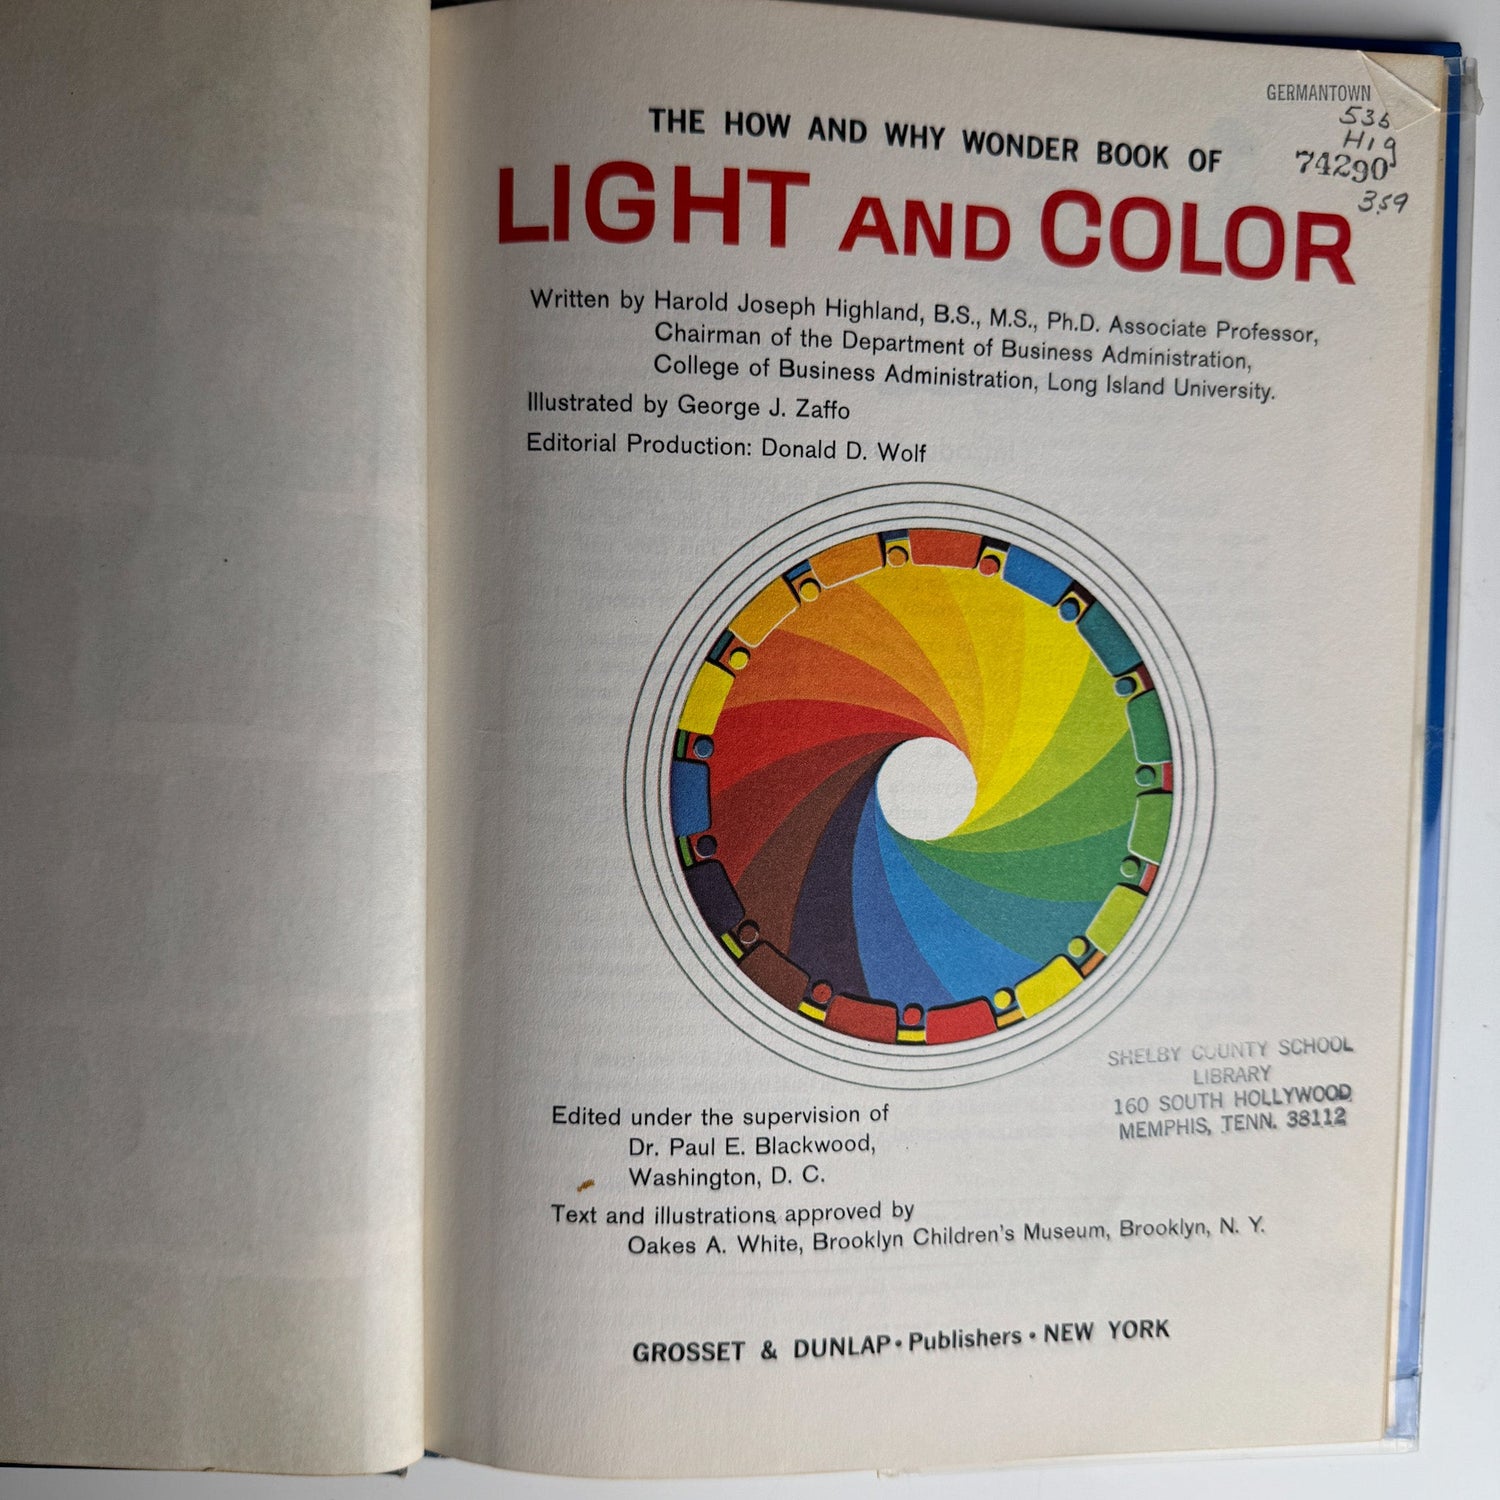 GERMANTOWN
536
Hig
74290
3.59
THE HOW AND WHY WONDER BOOK OF
LIGHT AND COLOR
Written by Harold Joseph Highland, B.S., M.S., Ph.D. Associate Professor,
Chairman of the Department of Business Administration,
College of Business Administration, Long Island University.
Illustrated by George J. Zaffo
Editorial Production: Donald D. Wolf
SHELBY COUNTY SCHOOL
LIBRARY
160 SOUTH HOLLYWOOD
MEMPHIS, TENN. 38112
Edited under the supervision of
Dr. Paul E. Blackwood,
Washington, D. C.
Text and illustrations approved by
Oakes A. White, Brooklyn Children's Museum, Brooklyn, N. Y.
GROSSET & DUNLAP • Publishers • NEW YORK